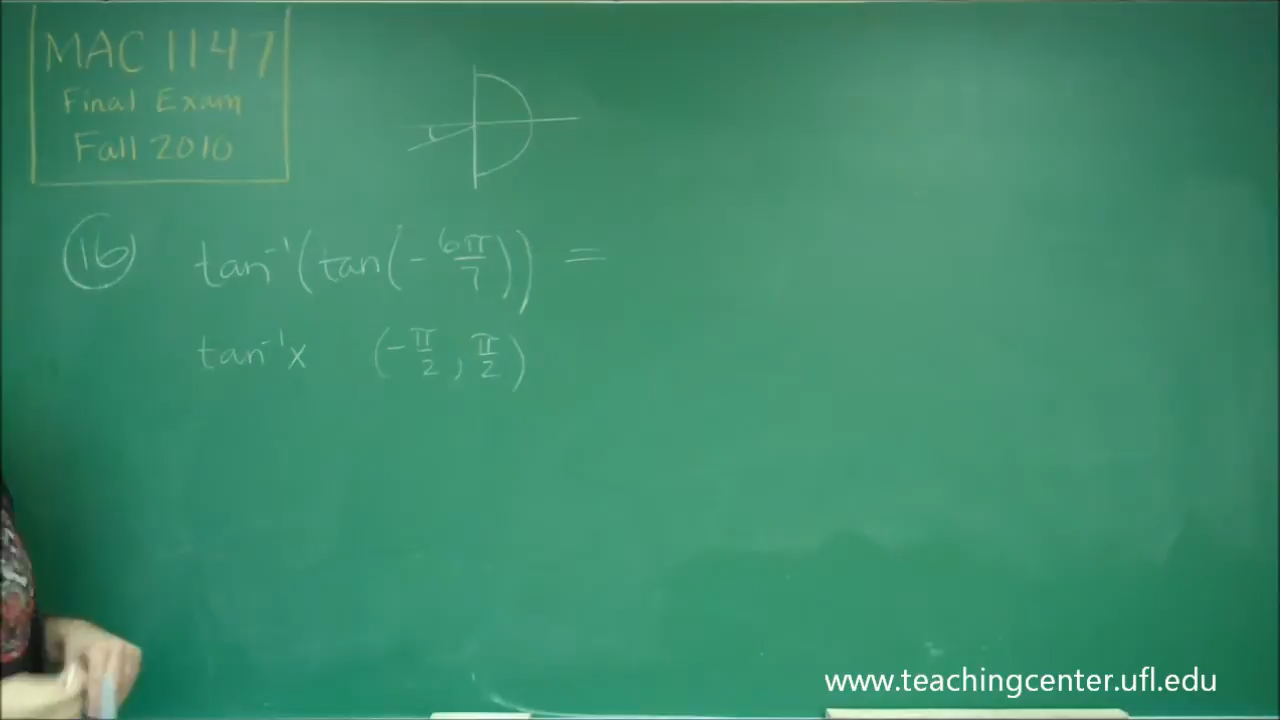 MAC 1147
Final Exam
Fall 2010
16 tan⁻¹(tan(-6π/7)) =
tan⁻¹x (-π/2, π/2)
www.teachingcenter.ufl.edu